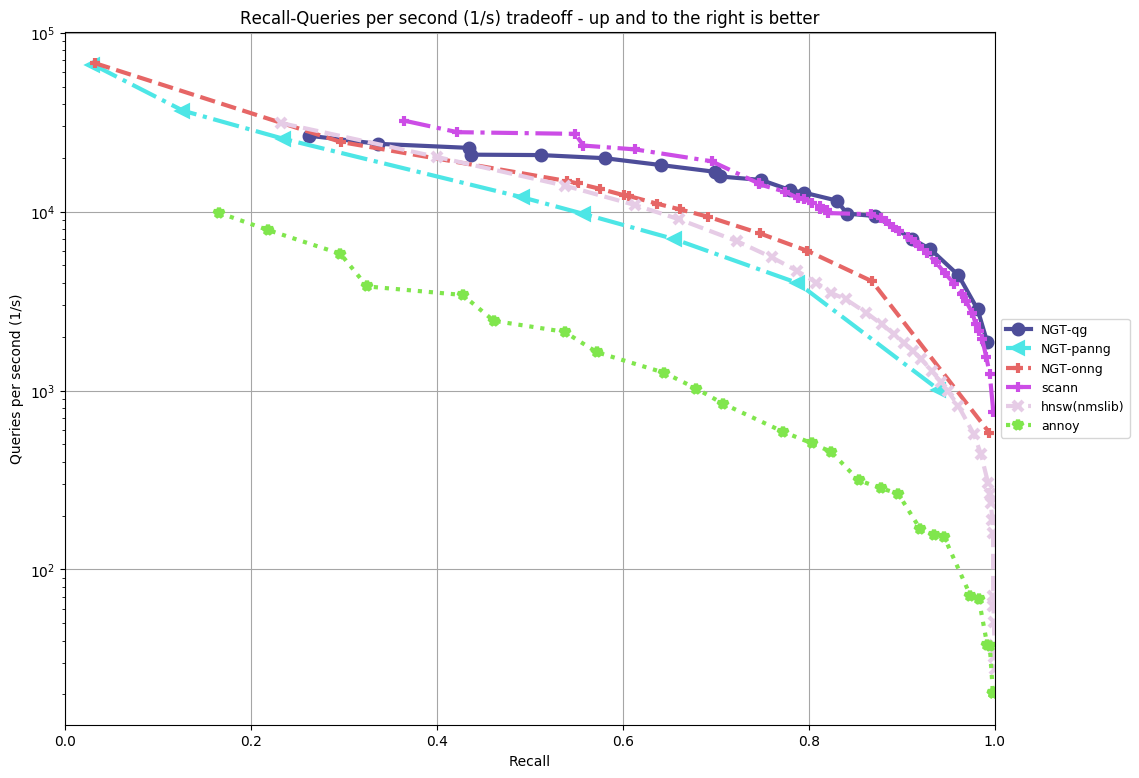 Recall-Queries per second (1/s) tradeoff - up and to the right is better
10^5
10^4
10^3
10^2
Queries per second (1/s)
0.0 0.2 0.4 0.6 0.8 1.0
Recall
NGT-qg
NGT-panng
NGT-onng
scann
hnsw(nmslib)
annoy